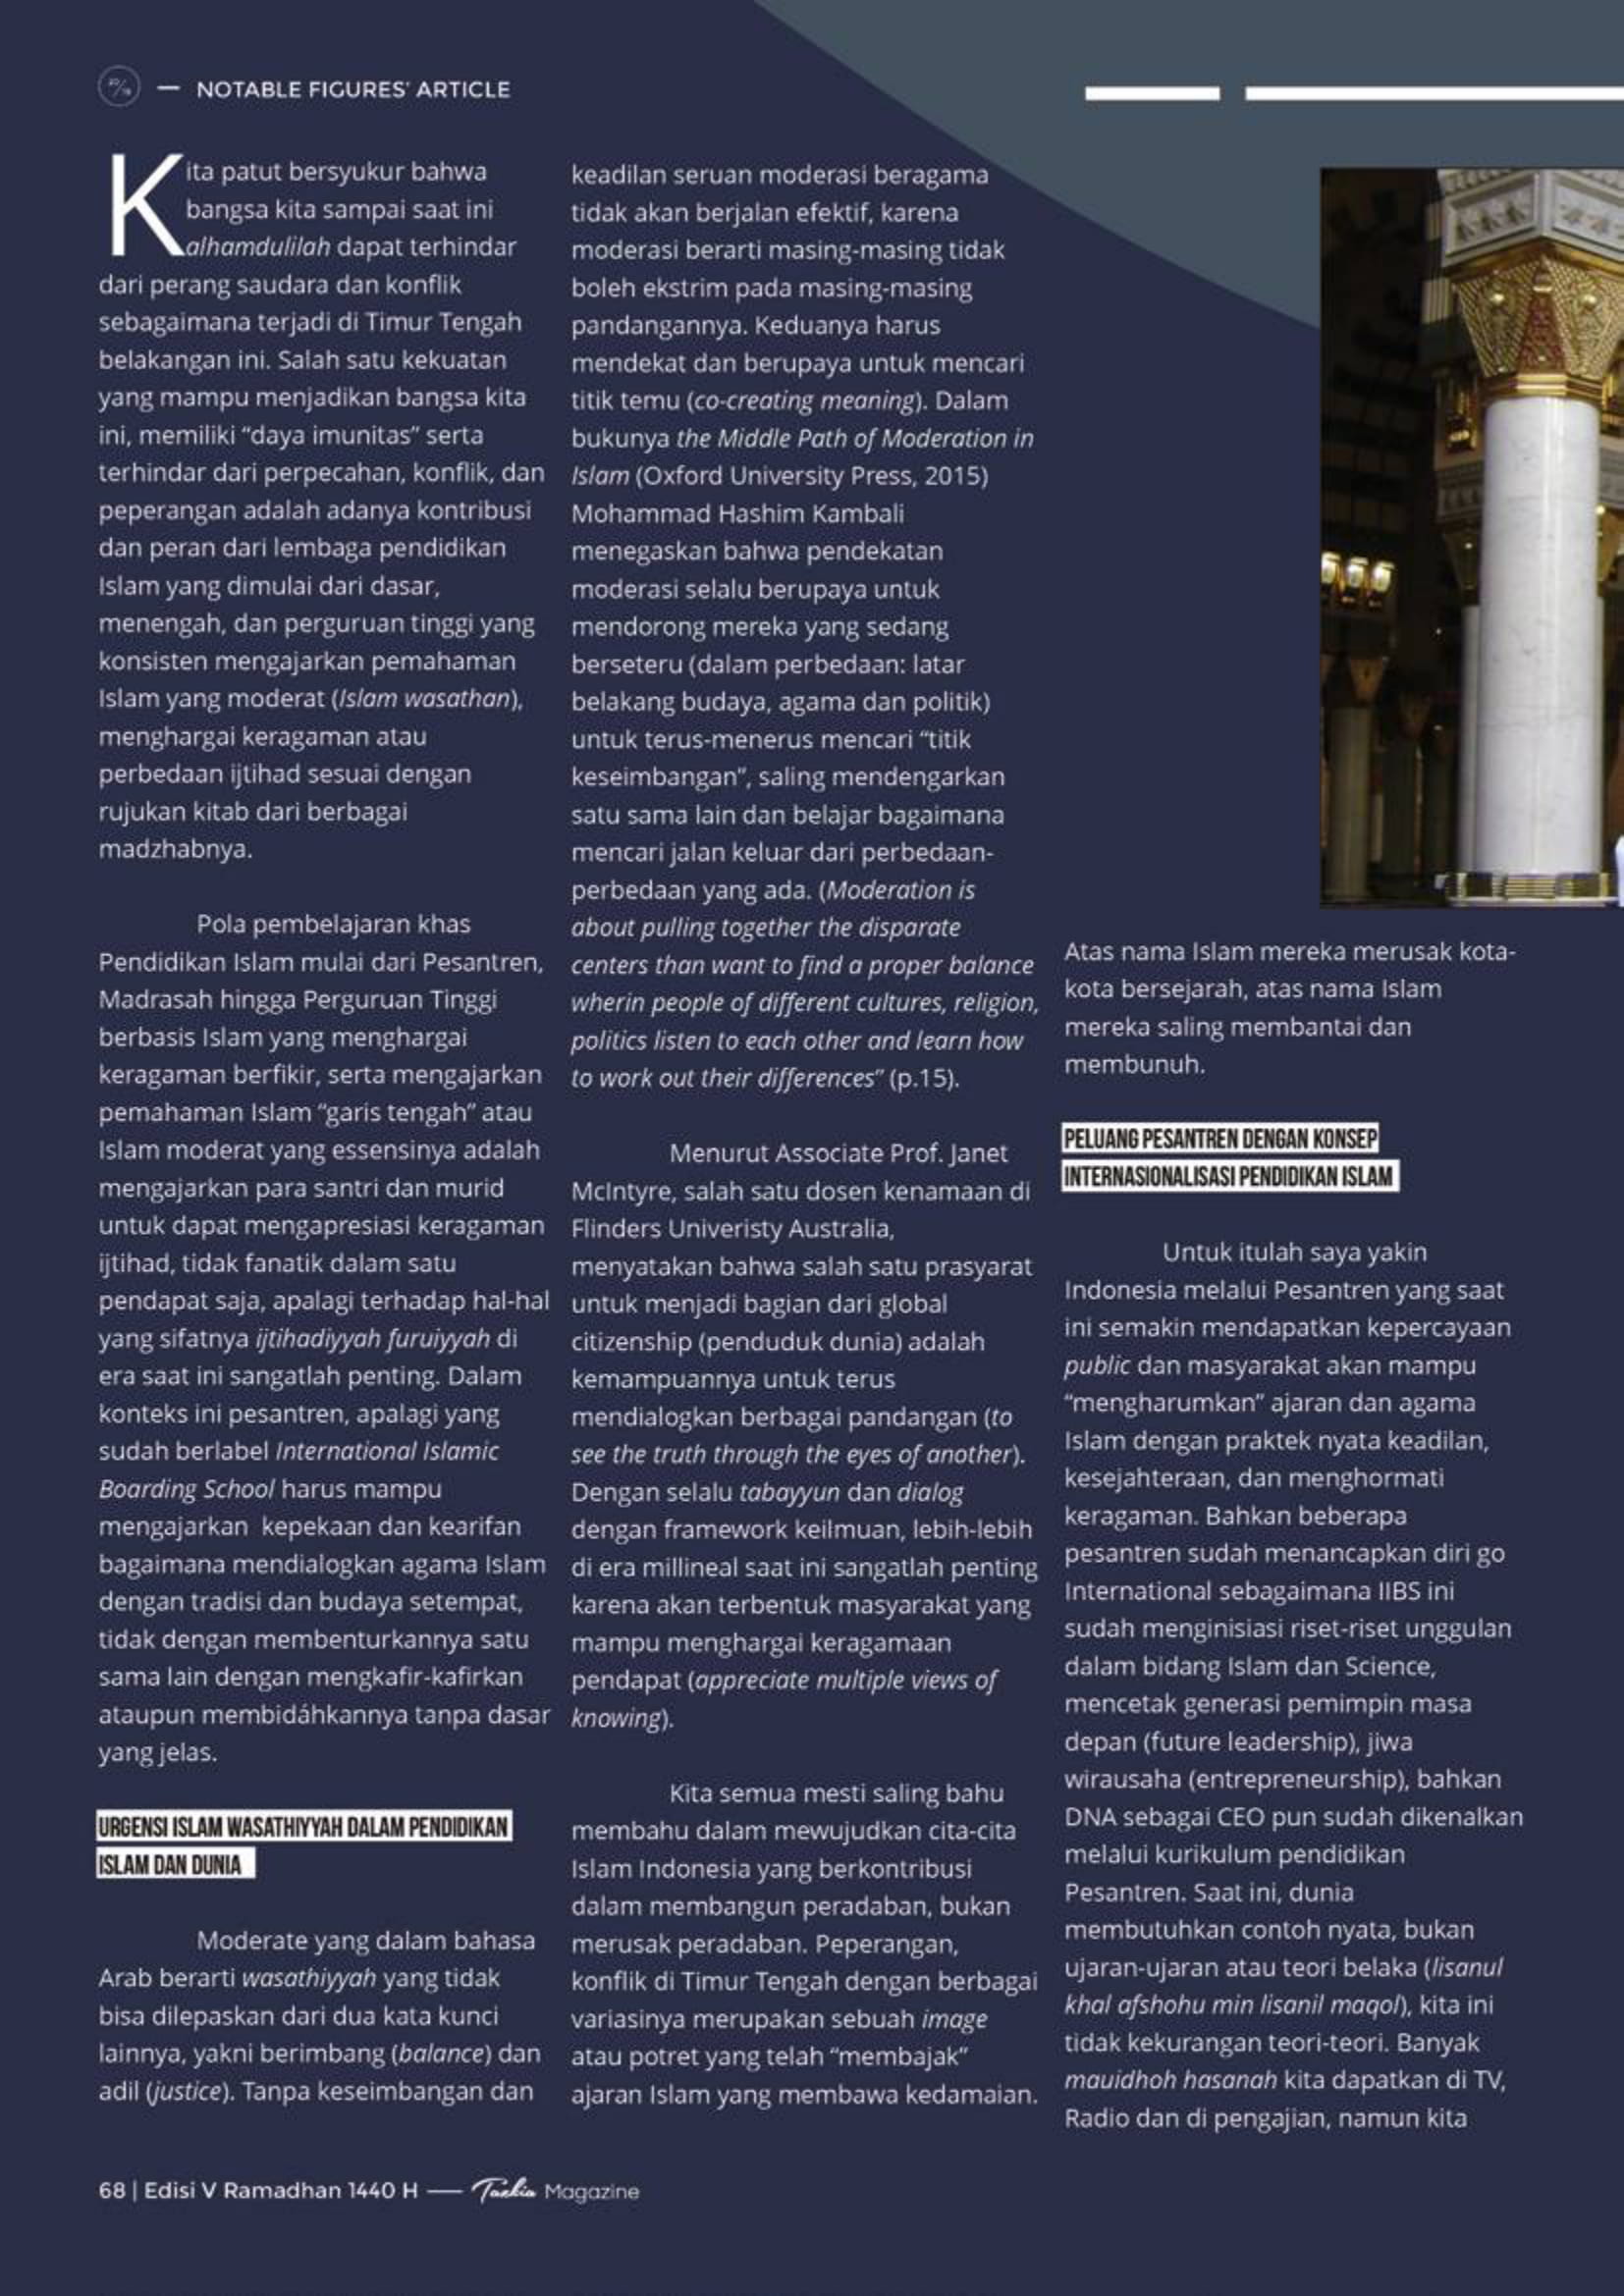 NOTABLE FIGURES' ARTICLE
Kita patut bersyukur bahwa
bangsa kita sampai saat ini
alhamdulilah dapat terhindar
dari perang saudara dan konflik
sebagaimana terjadi di Timur Tengah
belakangan ini. Salah satu kekuatan
yang mampu menjadikan bangsa kita
ini, memiliki “daya imunitas” serta
terhindar dari perpecahan, konflik, dan
peperangan adalah adanya kontribusi
dan peran dari lembaga pendidikan
Islam yang dimulai dari dasar,
menengah, dan perguruan tinggi yang
konsisten mengajarkan pemahaman
Islam yang moderat (Islam wasathan),
menghargai keragaman atau
perbedaan ijtihad sesuai dengan
rujukan kitab dari berbagai
madzhabnya.
Pola pembelajaran khas
Pendidikan Islam mulai dari Pesantren,
Madrasah hingga Perguruan Tinggi
berbasis Islam yang menghargai
keragaman berfikir, serta mengajarkan
pemahaman Islam “garis tengah” atau
Islam moderat yang essensinya adalah
mengajarkan para santri dan murid
untuk dapat mengapresiasi keragaman
ijtihad, tidak fanatik dalam satu
pendapat saja, apalagi terhadap hal-hal
yang sifatnya ijtihadiyyah furuiyyah di
era saat ini sangatlah penting. Dalam
konteks ini pesantren, apalagi yang
sudah berlabel International Islamic
Boarding School harus mampu
mengajarkan kepekaan dan kearifan
bagaimana mendialogkan agama Islam
dengan tradisi dan budaya setempat,
tidak dengan membenturkannya satu
sama lain dengan mengkafir-kafirkan
ataupun membidáhkannya tanpa dasar
yang jelas.
URGENSI ISLAM WASATHIYYAH DALAM PENDIDIKAN
ISLAM DAN DUNIA
Moderate yang dalam bahasa
Arab berarti wasathiyyah yang tidak
bisa dilepaskan dari dua kata kunci
lainnya, yakni berimbang (balance) dan
adil (justice). Tanpa keseimbangan dan
keadilan seruan moderasi beragama
tidak akan berjalan efektif, karena
moderasi berarti masing-masing tidak
boleh ekstrim pada masing-masing
pandangannya. Keduanya harus
mendekat dan berupaya untuk mencari
titik temu (co-creating meaning). Dalam
bukunya the Middle Path of Moderation in
Islam (Oxford University Press, 2015)
Mohammad Hashim Kambali
menegaskan bahwa pendekatan
moderasi selalu berupaya untuk
mendorong mereka yang sedang
berseteru (dalam perbedaan: latar
belakang budaya, agama dan politik)
untuk terus-menerus mencari “titik
keseimbangan”, saling mendengarkan
satu sama lain dan belajar bagaimana
mencari jalan keluar dari perbedaan-
perbedaan yang ada. (Moderation is
about pulling together the disparate
centers than want to find a proper balance
wherin people of different cultures, religion,
politics listen to each other and learn how
to work out their differences” (p.15).
Menurut Associate Prof. Janet
McIntyre, salah satu dosen kenamaan di
Flinders Univeristy Australia,
menyatakan bahwa salah satu prasyarat
untuk menjadi bagian dari global
citizenship (penduduk dunia) adalah
kemampuannya untuk terus
mendialogkan berbagai pandangan (to
see the truth through the eyes of another).
Dengan selalu tabayyun dan dialog
dengan framework keilmuan, lebih-lebih
di era millineal saat ini sangatlah penting
karena akan terbentuk masyarakat yang
mampu menghargai keragamaan
pendapat (appreciate multiple views of
knowing).
Kita semua mesti saling bahu
membahu dalam mewujudkan cita-cita
Islam Indonesia yang berkontribusi
dalam membangun peradaban, bukan
merusak peradaban. Peperangan,
konflik di Timur Tengah dengan berbagai
variasinya merupakan sebuah image
atau potret yang telah “membajak”
ajaran Islam yang membawa kedamaian.
Atas nama Islam mereka merusak kota-
kota bersejarah, atas nama Islam
mereka saling membantai dan
membunuh.
PELUANG PESANTREN DENGAN KONSEP
INTERNASIONALISASI PENDIDIKAN ISLAM
Untuk itulah saya yakin
Indonesia melalui Pesantren yang saat
ini semakin mendapatkan kepercayaan
public dan masyarakat akan mampu
“mengharumkan” ajaran dan agama
Islam dengan praktek nyata keadilan,
kesejahteraan, dan menghormati
keragaman. Bahkan beberapa
pesantren sudah menancapkan diri go
International sebagaimana IIBS ini
sudah menginisiasi riset-riset unggulan
dalam bidang Islam dan Science,
mencetak generasi pemimpin masa
depan (future leadership), jiwa
wirausaha (entrepreneurship), bahkan
DNA sebagai CEO pun sudah dikenalkan
melalui kurikulum pendidikan
Pesantren. Saat ini, dunia
membutuhkan contoh nyata, bukan
ujaran-ujaran atau teori belaka (lisanul
khal afshohu min lisanil maqol), kita ini
tidak kekurangan teori-teori. Banyak
mauidhoh hasanah kita dapatkan di TV,
Radio dan di pengajian, namun kita
68 | Edisi V Ramadhan 1440 H — Tazkia Magazine